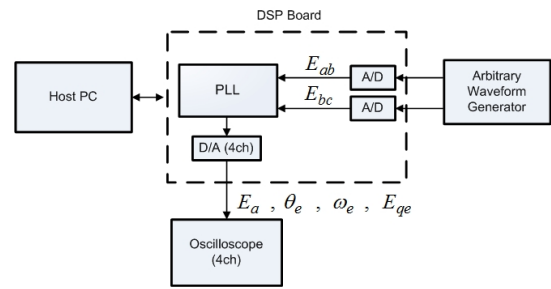 DSP Board
Host PC
PLL
E_ab
E_bc
A/D
A/D
Arbitrary
Waveform
Generator
D/A (4ch)
E_a , θ_e , ω_e , E_qe
Oscilloscope
(4ch)